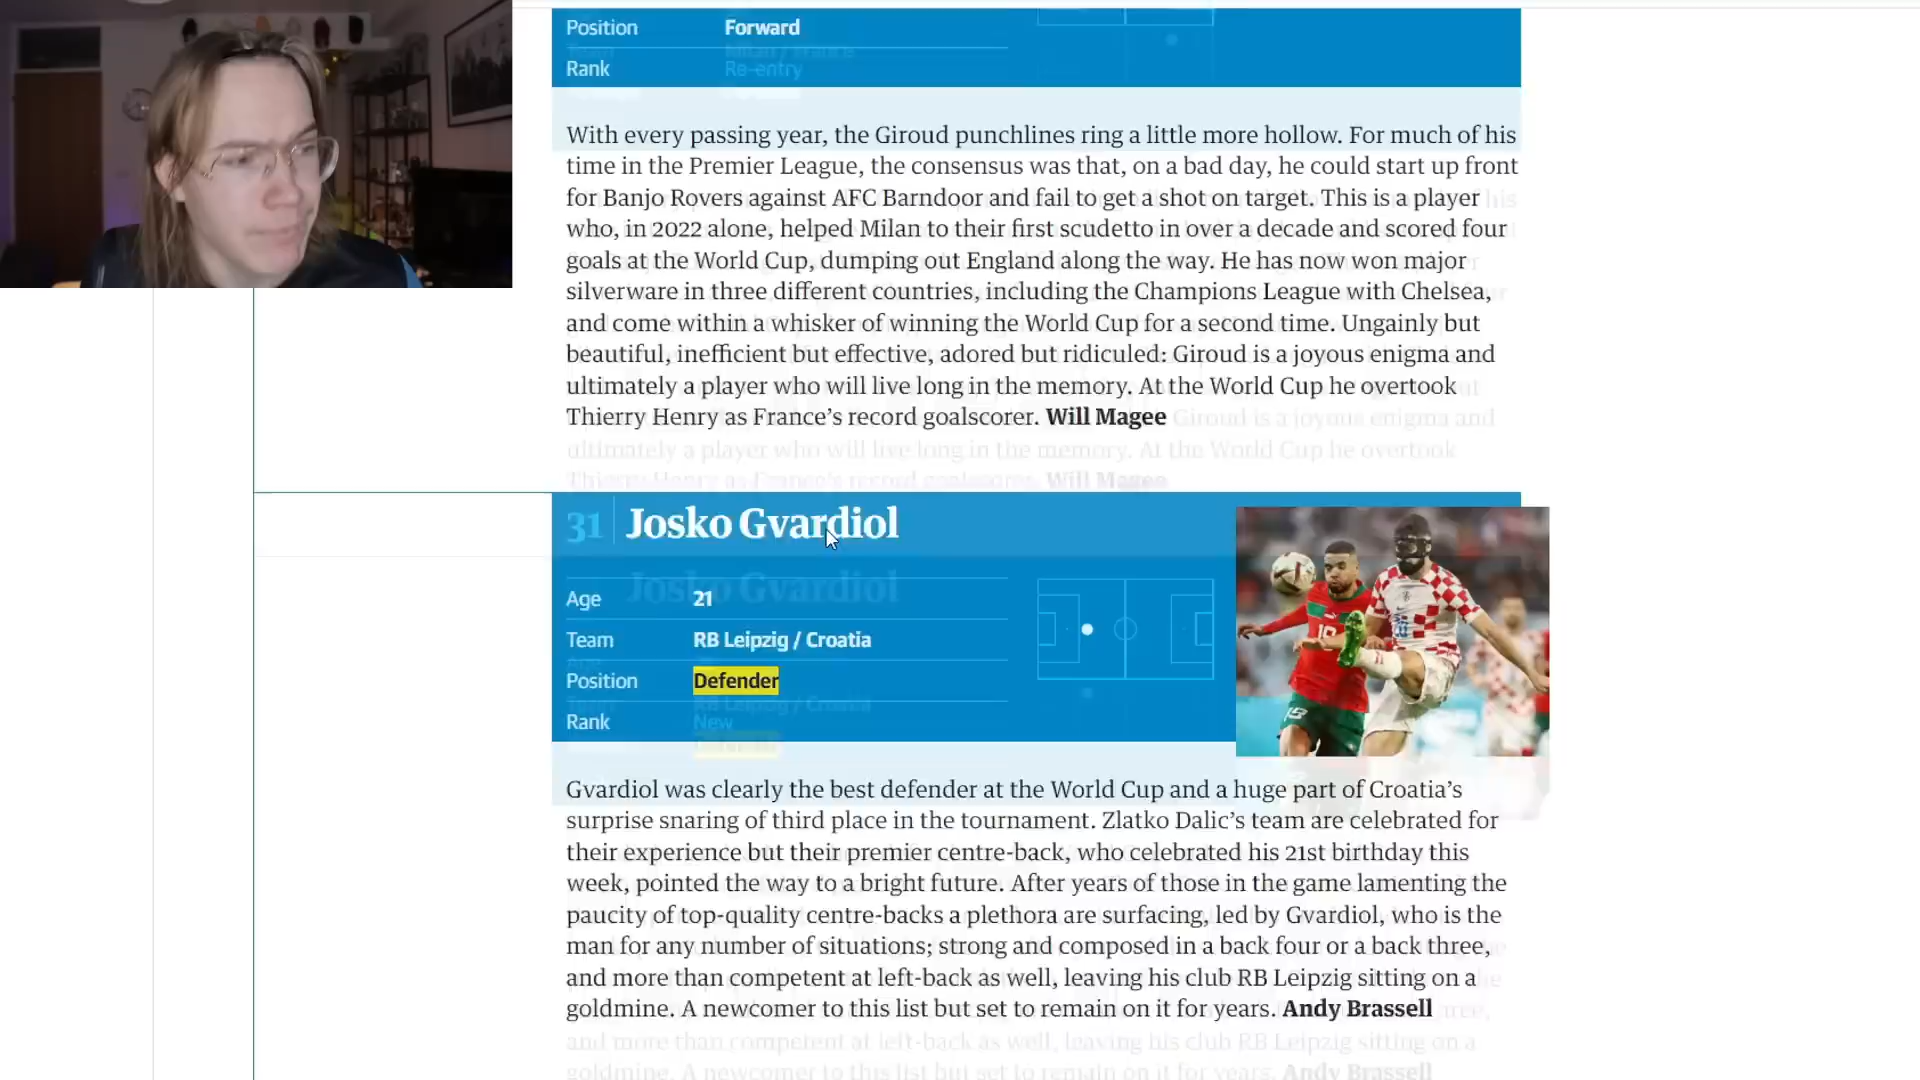 Position Forward
Rank Re-entry
With every passing year, the Giroud punchlines ring a little more hollow. For much of his
time in the Premier League, the consensus was that, on a bad day, he could start up front
for Banjo Rovers against AFC Barndoor and fail to get a shot on target. This is a player
who, in 2022 alone, helped Milan to their first scudetto in over a decade and scored four
goals at the World Cup, dumping out England along the way. He has now won major
silverware in three different countries, including the Champions League with Chelsea,
and come within a whisker of winning the World Cup for a second time. Ungainly but
beautiful, inefficient but effective, adored but ridiculed: Giroud is a joyous enigma and
ultimately a player who will live long in the memory. At the World Cup he overtook
Thierry Henry as France’s record goalscorer. Will Magee
31 Josko Gvardiol
Age 21
Team RB Leipzig / Croatia
Position Defender
Rank New
Gvardiol was clearly the best defender at the World Cup and a huge part of Croatia’s
surprise snaring of third place in the tournament. Zlatko Dalic’s team are celebrated for
their experience but their premier centre-back, who celebrated his 21st birthday this
week, pointed the way to a bright future. After years of those in the game lamenting the
paucity of top-quality centre-backs a plethora are surfacing, led by Gvardiol, who is the
man for any number of situations; strong and composed in a back four or a back three,
and more than competent at left-back as well, leaving his club RB Leipzig sitting on a
goldmine. A newcomer to this list but set to remain on it for years. Andy Brassell